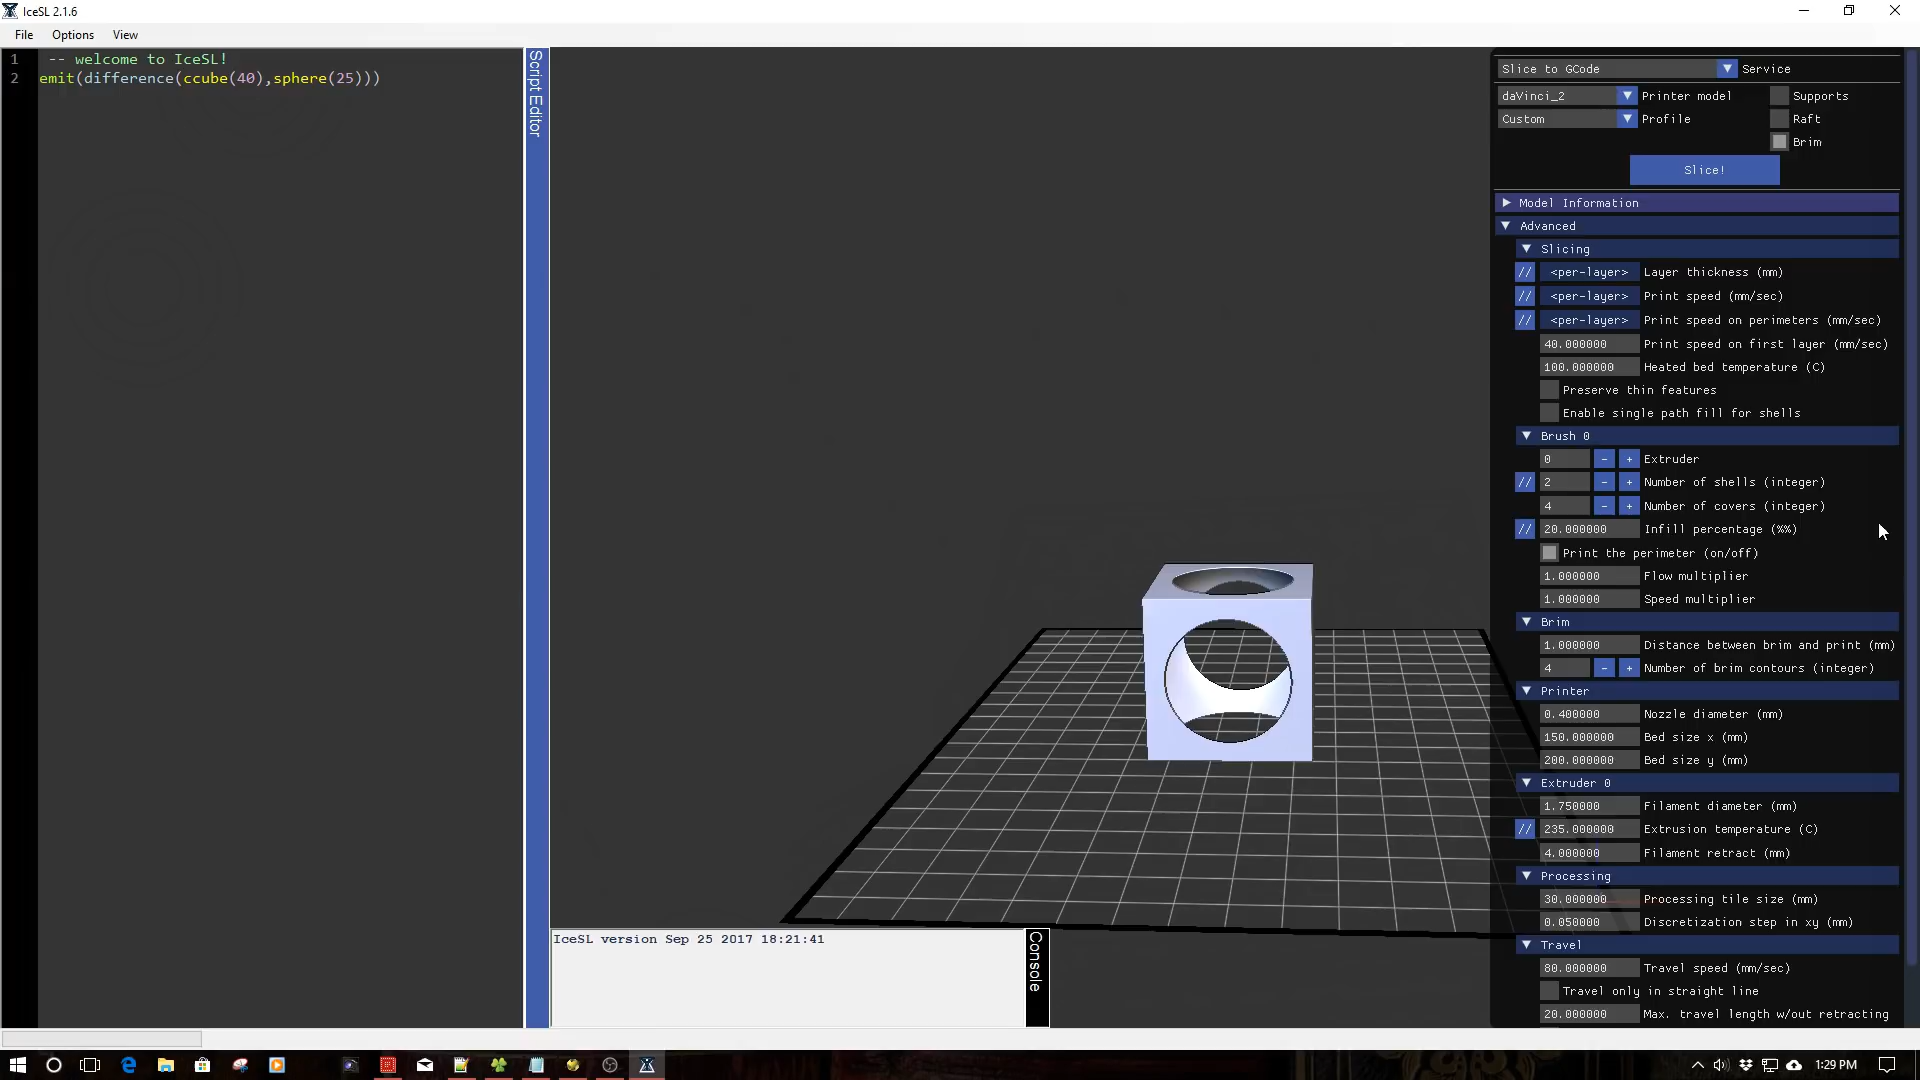 IceSL 2.1.6
File Options View
1 -- welcome to IceSL!
2 emit(difference(ccube(40),sphere(25)))
Script Editor
Slice to GCode Service
daVinci_2 Printer model Supports
Custom Profile Raft
Brim
Slice!
Model Information
Advanced
Slicing
// <per-layer> Layer thickness (mm)
// <per-layer> Print speed (mm/sec)
// <per-layer> Print speed on perimeters (mm/sec)
40.000000 Print speed on first layer (mm/sec)
100.000000 Heated bed temperature (C)
Preserve thin features
Enable single path fill for shells
Brush 0
0 - + Extruder
// 2 - + Number of shells (integer)
4 - + Number of covers (integer)
// 20.000000 Infill percentage (%%)
Print the perimeter (on/off)
1.000000 Flow multiplier
1.000000 Speed multiplier
Brim
1.000000 Distance between brim and print (mm)
4 - + Number of brim contours (integer)
Printer
0.400000 Nozzle diameter (mm)
150.000000 Bed size x (mm)
200.000000 Bed size y (mm)
Extruder 0
1.750000 Filament diameter (mm)
// 235.000000 Extrusion temperature (C)
4.000000 Filament retract (mm)
Processing
30.000000 Processing tile size (mm)
0.050000 Discretization step in xy (mm)
Travel
80.000000 Travel speed (mm/sec)
Travel only in straight line
20.000000 Max. travel length w/out retracting
IceSL version Sep 25 2017 18:21:41
Console
1:29 PM